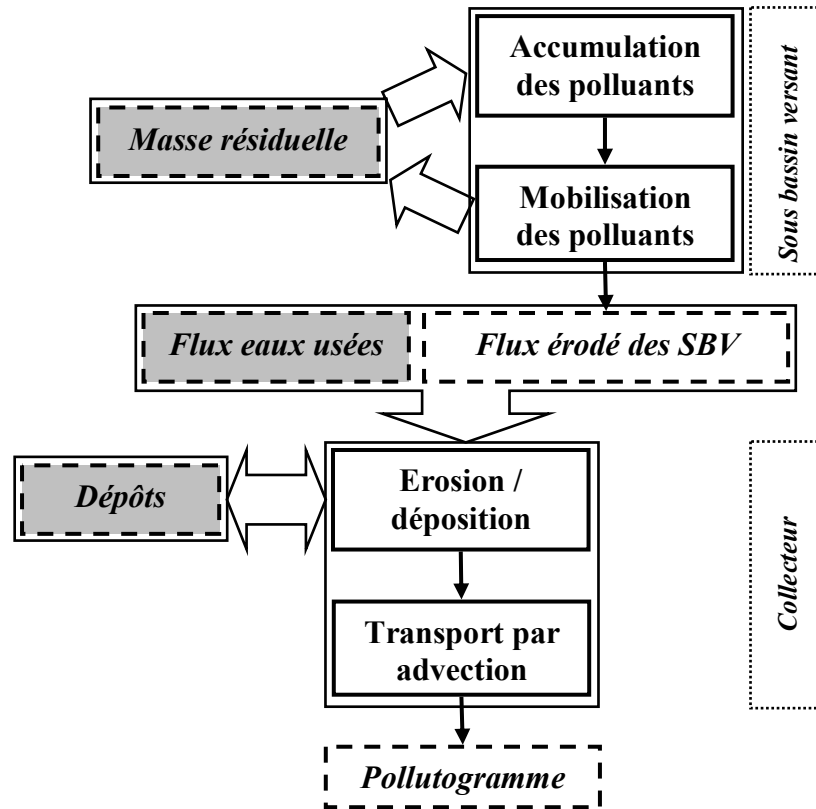 Accumulation
des polluants
Masse résiduelle
Mobilisation
des polluants
Sous bassin versant
Flux eaux usées
Flux érodé des SBV
Dépôts
Erosion /
déposition
Transport par
advection
Collecteur
Pollutogramme